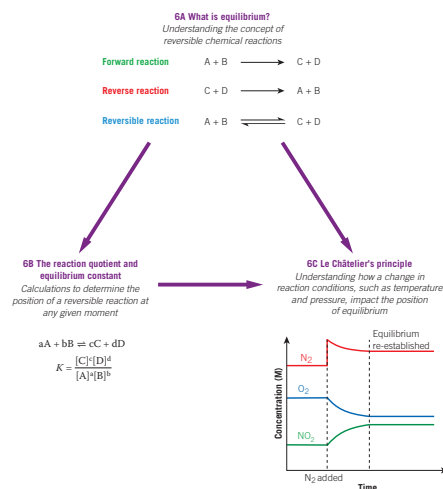 6A What is equilibrium?
Understanding the concept of
reversible chemical reactions
Forward reaction A + B ⟶ C + D
Reverse reaction C + D ⟶ A + B
Reversible reaction A + B ⇌ C + D
6B The reaction quotient and
equilibrium constant
Calculations to determine the
position of a reversible reaction at
any given moment
aA + bB ⇌ cC + dD
K = [C]ᶜ[D]ᵈ / [A]ᵃ[B]ᵇ
6C Le Châtelier's principle
Understanding how a change in
reaction conditions, such as temperature
and pressure, impact the position
of equilibrium
Equilibrium
re-established
Concentration (M)
N₂
O₂
NO₂
N₂ added
Time